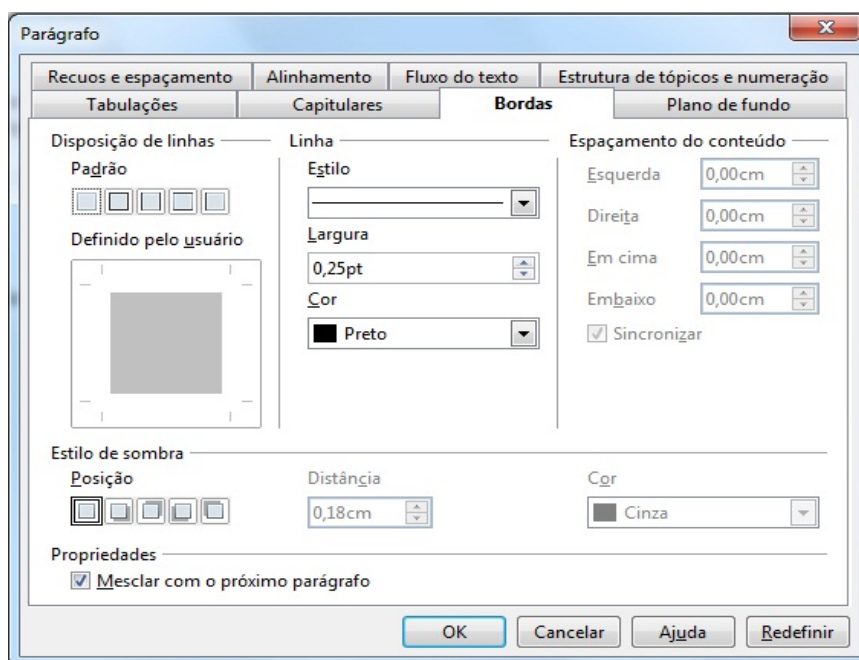 Parágrafo
Recuos e espaçamento Alinhamento Fluxo do texto Estrutura de tópicos e numeração
Tabulações Capitulares Bordas Plano de fundo
Disposição de linhas Linha Espaçamento do conteúdo
Padrão Estilo Esquerda 0,00cm
Direita 0,00cm
Definido pelo usuário Largura
0,25pt Em cima 0,00cm
Cor Embaixo 0,00cm
Preto Sincronizar
Estilo de sombra
Posição Distância Cor
0,18cm Cinza
Propriedades
Mesclar com o próximo parágrafo
OK Cancelar Ajuda Redefinir